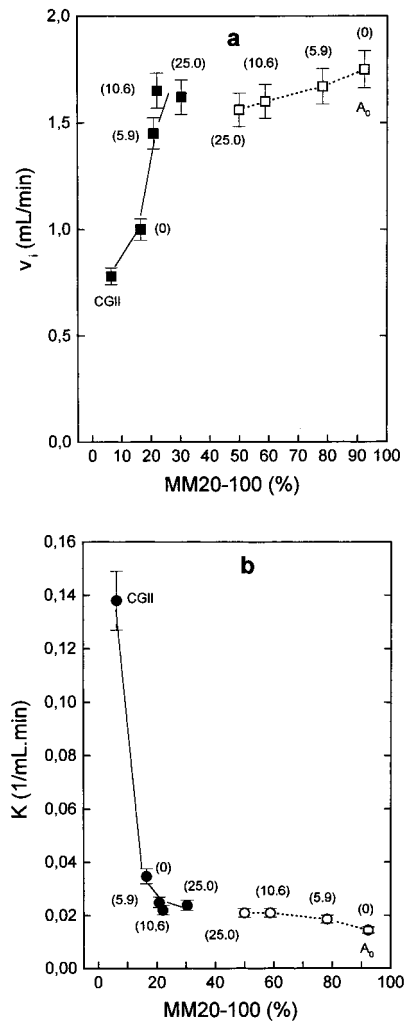 a
2,0
1,5
1,0
0,5
0,0
v i (mL/min)
(10.6)
(25.0)
(5.9)
(0)
CGII
(25.0)
(10.6)
(5.9)
(0)
A0
0 10 20 30 40 50 60 70 80 90 100
MM20-100 (%)
b
0,16
0,14
0,12
0,10
0,08
0,06
0,04
0,02
0,00
K (1/mL.min)
CGII
(0)
(5.9)
(10.6)
(25.0)
(25.0)
(10.6)
(5.9)
(0)
A0
0 20 40 60 80 100
MM20-100 (%)